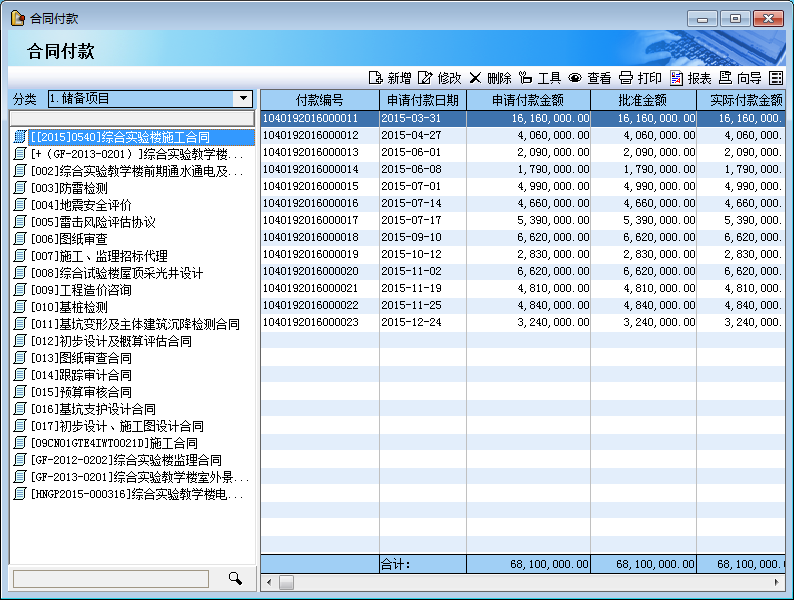 合同付款
合同付款
新增 修改 删除 工具 查看 打印 报表 向导
分类 1.储备项目
[[2015]0540]综合实验楼施工合同
[+（GF-2013-0201）]综合实验教学楼...
[002]综合实验教学楼前期通水通电及...
[003]防雷检测
[004]地震安全评价
[005]雷击风险评估协议
[006]图纸审查
[007]施工、监理招标代理
[008]综合试验楼屋顶采光井设计
[009]工程造价咨询
[010]基桩检测
[011]基坑变形及主体建筑沉降检测合同
[012]初步设计及概算评估合同
[013]图纸审查合同
[014]跟踪审计合同
[015]预算审核合同
[016]基坑支护设计合同
[017]初步设计、施工图设计合同
[09CN01GTE4IWT0021D]施工合同
[GF-2012-0202]综合实验楼监理合同
[GF-2013-0201]综合实验教学楼室外景...
[HNGP2015-000316]综合实验教学楼电...
付款编号 申请付款日期 申请付款金额 批准金额 实际付款金额
1040192016000011 2015-03-31 16,160,000.00 16,160,000.00 16,160,000.
1040192016000012 2015-04-27 4,060,000.00 4,060,000.00 4,060,000.
1040192016000013 2015-06-01 2,090,000.00 2,090,000.00 2,090,000.
1040192016000014 2015-06-08 1,790,000.00 1,790,000.00 1,790,000.
1040192016000015 2015-07-01 4,990,000.00 4,990,000.00 4,990,000.
1040192016000016 2015-07-14 4,660,000.00 4,660,000.00 4,660,000.
1040192016000017 2015-07-17 5,390,000.00 5,390,000.00 5,390,000.
1040192016000018 2015-09-10 6,620,000.00 6,620,000.00 6,620,000.
1040192016000019 2015-10-12 2,830,000.00 2,830,000.00 2,830,000.
1040192016000020 2015-11-02 6,620,000.00 6,620,000.00 6,620,000.
1040192016000021 2015-11-19 4,810,000.00 4,810,000.00 4,810,000.
1040192016000022 2015-11-25 4,840,000.00 4,840,000.00 4,840,000.
1040192016000023 2015-12-24 3,240,000.00 3,240,000.00 3,240,000.
合计： 68,100,000.00 68,100,000.00 68,100,000.